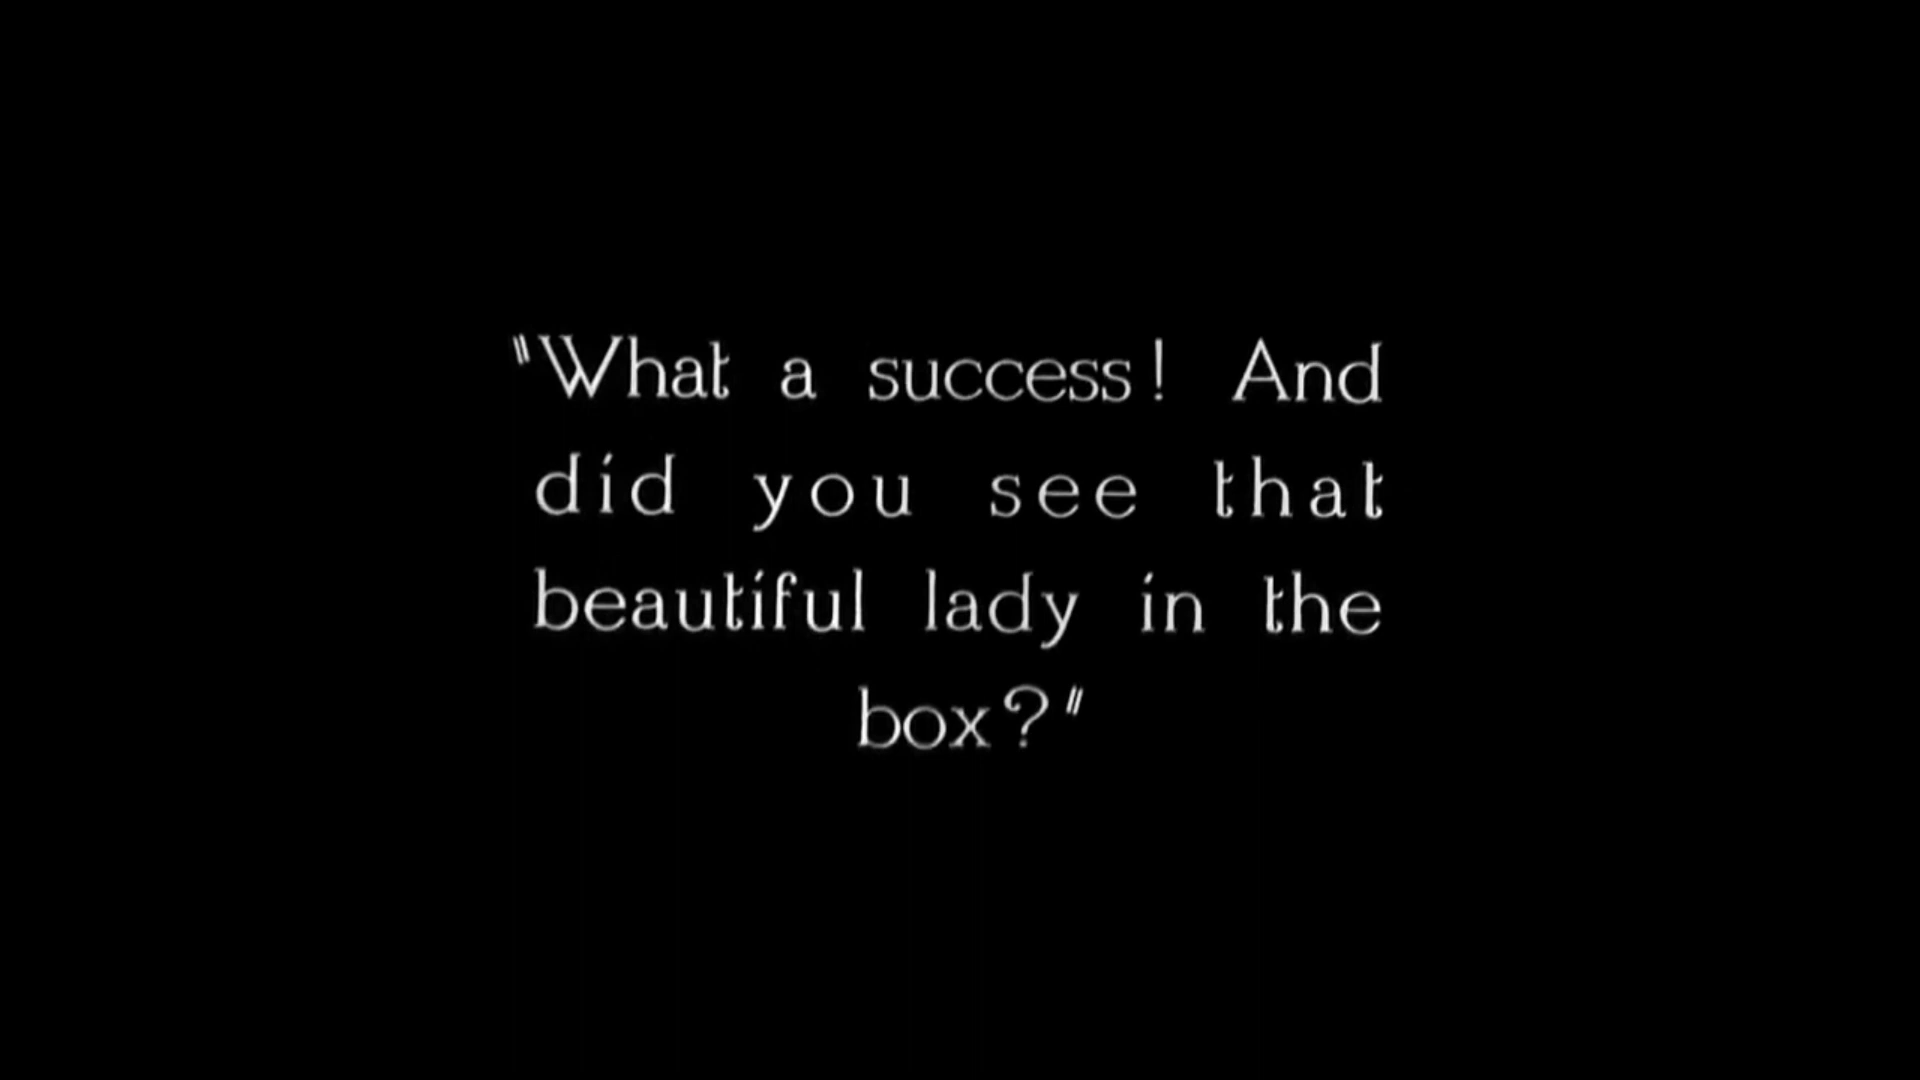 "What a success! And
did you see that
beautiful lady in the
box?"